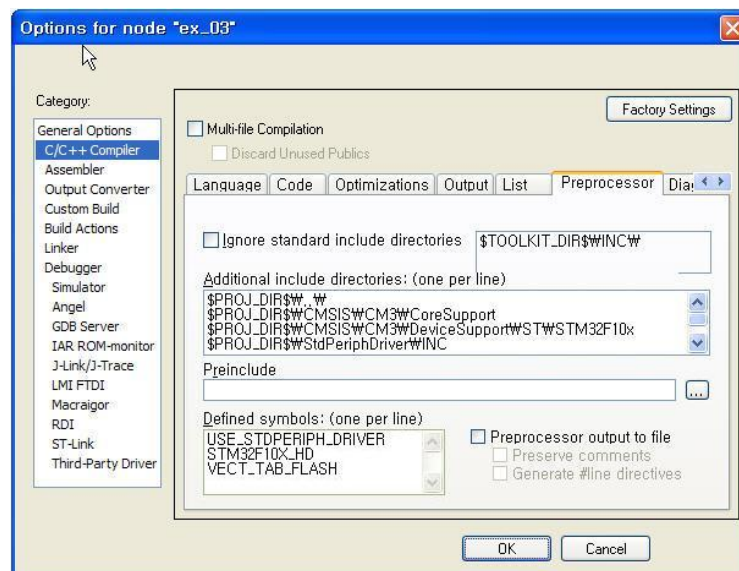 Options for node "ex_03"
Category:
Factory Settings
General Options
C/C++ Compiler
Assembler
Output Converter
Custom Build
Build Actions
Linker
Debugger
Simulator
Angel
GDB Server
IAR ROM-monitor
J-Link/J-Trace
LMI FTDI
Macraigor
RDI
ST-Link
Third-Party Driver
Multi-file Compilation
Discard Unused Publics
Language Code Optimizations Output List Preprocessor Dia
Ignore standard include directories $TOOLKIT_DIR$₩INC₩
Additional include directories: (one per line)
$PROJ_DIR$₩..₩
$PROJ_DIR$₩CMSIS₩CM3₩CoreSupport
$PROJ_DIR$₩CMSIS₩CM3₩DeviceSupport₩ST₩STM32F10x
$PROJ_DIR$₩StdPeriphDriver₩INC
Preinclude
...
Defined symbols: (one per line)
USE_STDPERIPH_DRIVER
STM32F10X_HD
VECT_TAB_FLASH
Preprocessor output to file
Preserve comments
Generate #line directives
OK Cancel